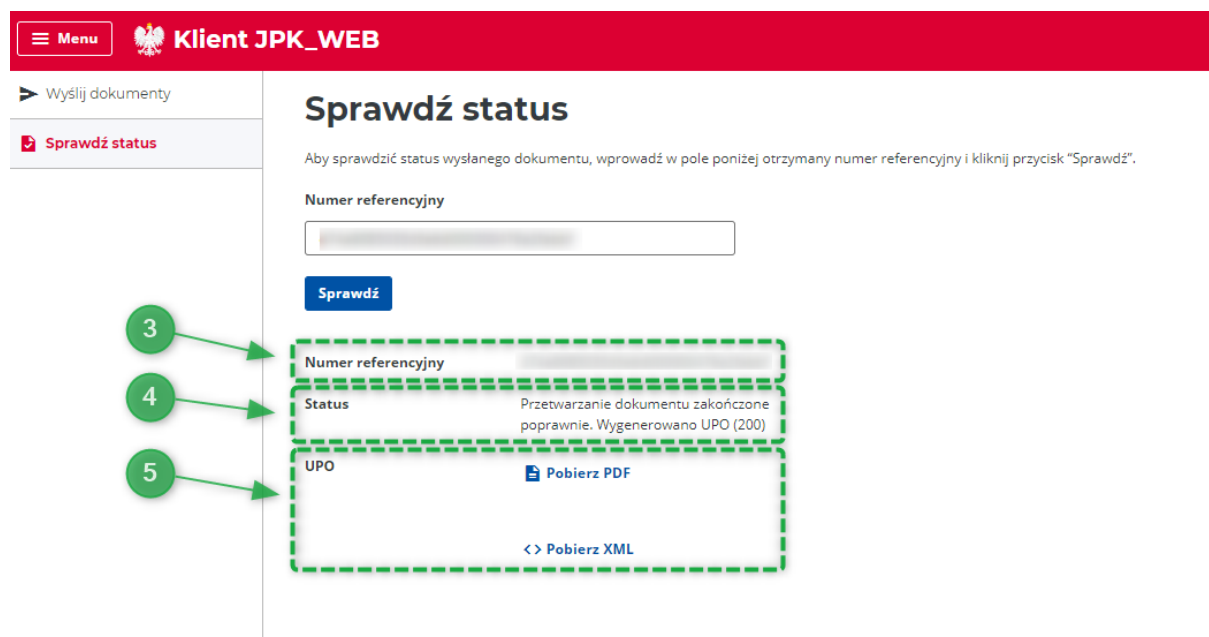 Menu
Klient JPK_WEB
Wyślij dokumenty
Sprawdź status
Sprawdź status
Aby sprawdzić status wysłanego dokumentu, wprowadź w pole poniżej otrzymany numer referencyjny i kliknij przycisk “Sprawdź”.
Numer referencyjny
Sprawdź
3
Numer referencyjny
4
Status
Przetwarzanie dokumentu zakończone
poprawnie. Wygenerowano UPO (200)
5
UPO
Pobierz PDF
Pobierz XML